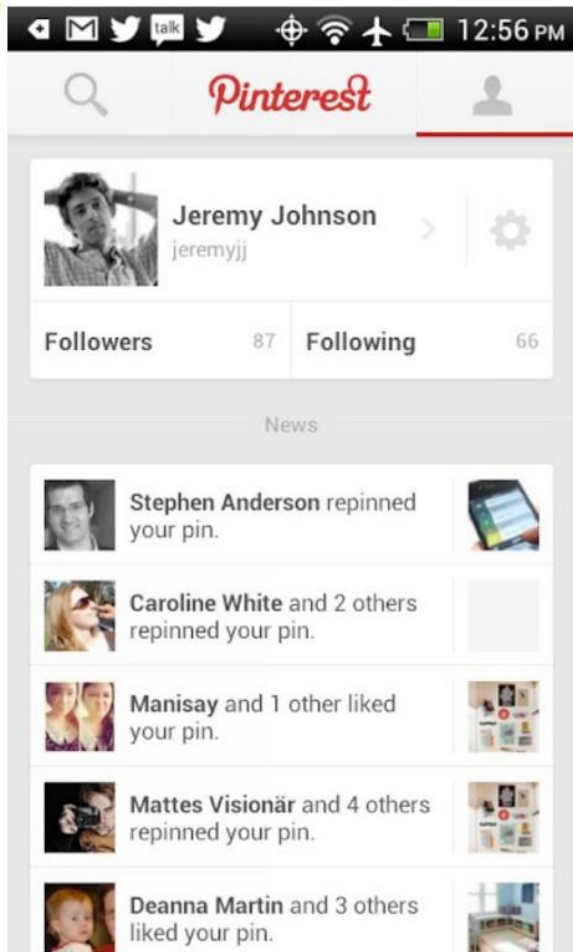 talk 12:56 PM
Pinterest
Jeremy Johnson
jeremyjj
Followers 87 Following 66
News
Stephen Anderson repinned
your pin.
Caroline White and 2 others
repinned your pin.
Manisay and 1 other liked
your pin.
Mattes Visionär and 4 others
repinned your pin.
Deanna Martin and 3 others
liked your pin.